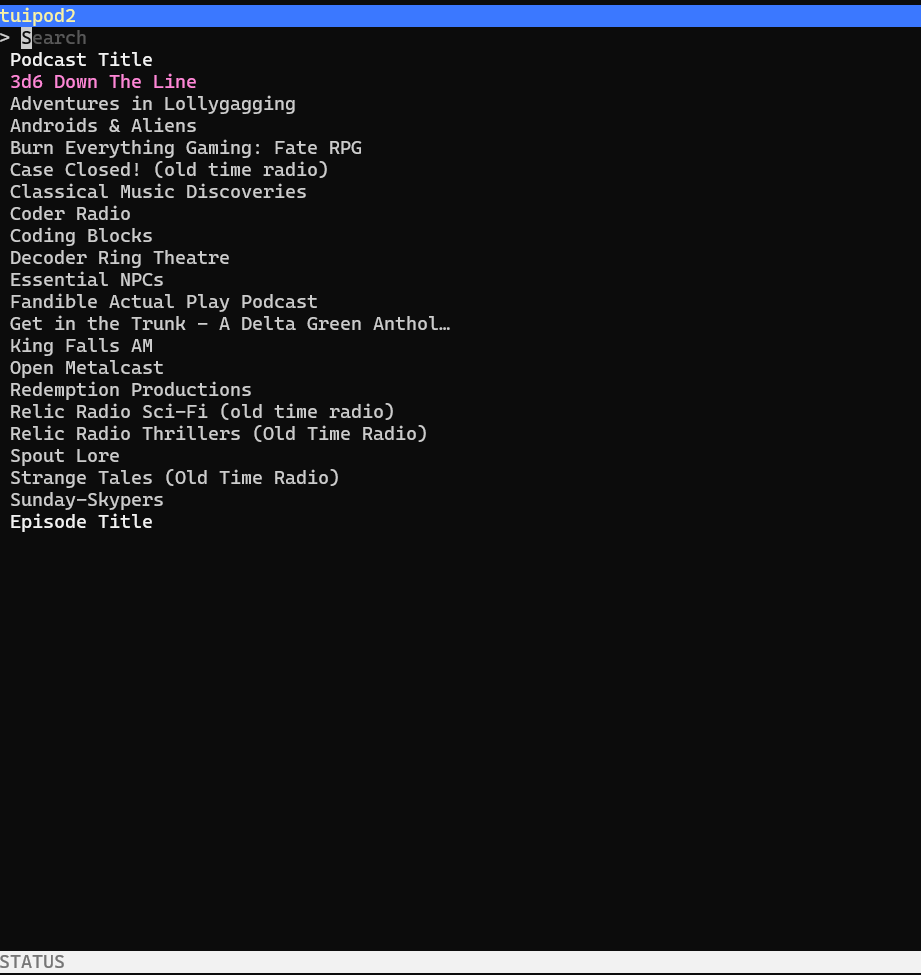 tuipod2
> Search
Podcast Title
3d6 Down The Line
Adventures in Lollygagging
Androids & Aliens
Burn Everything Gaming: Fate RPG
Case Closed! (old time radio)
Classical Music Discoveries
Coder Radio
Coding Blocks
Decoder Ring Theatre
Essential NPCs
Fandible Actual Play Podcast
Get in the Trunk - A Delta Green Anthol…
King Falls AM
Open Metalcast
Redemption Productions
Relic Radio Sci-Fi (old time radio)
Relic Radio Thrillers (Old Time Radio)
Spout Lore
Strange Tales (Old Time Radio)
Sunday-Skypers
Episode Title
STATUS